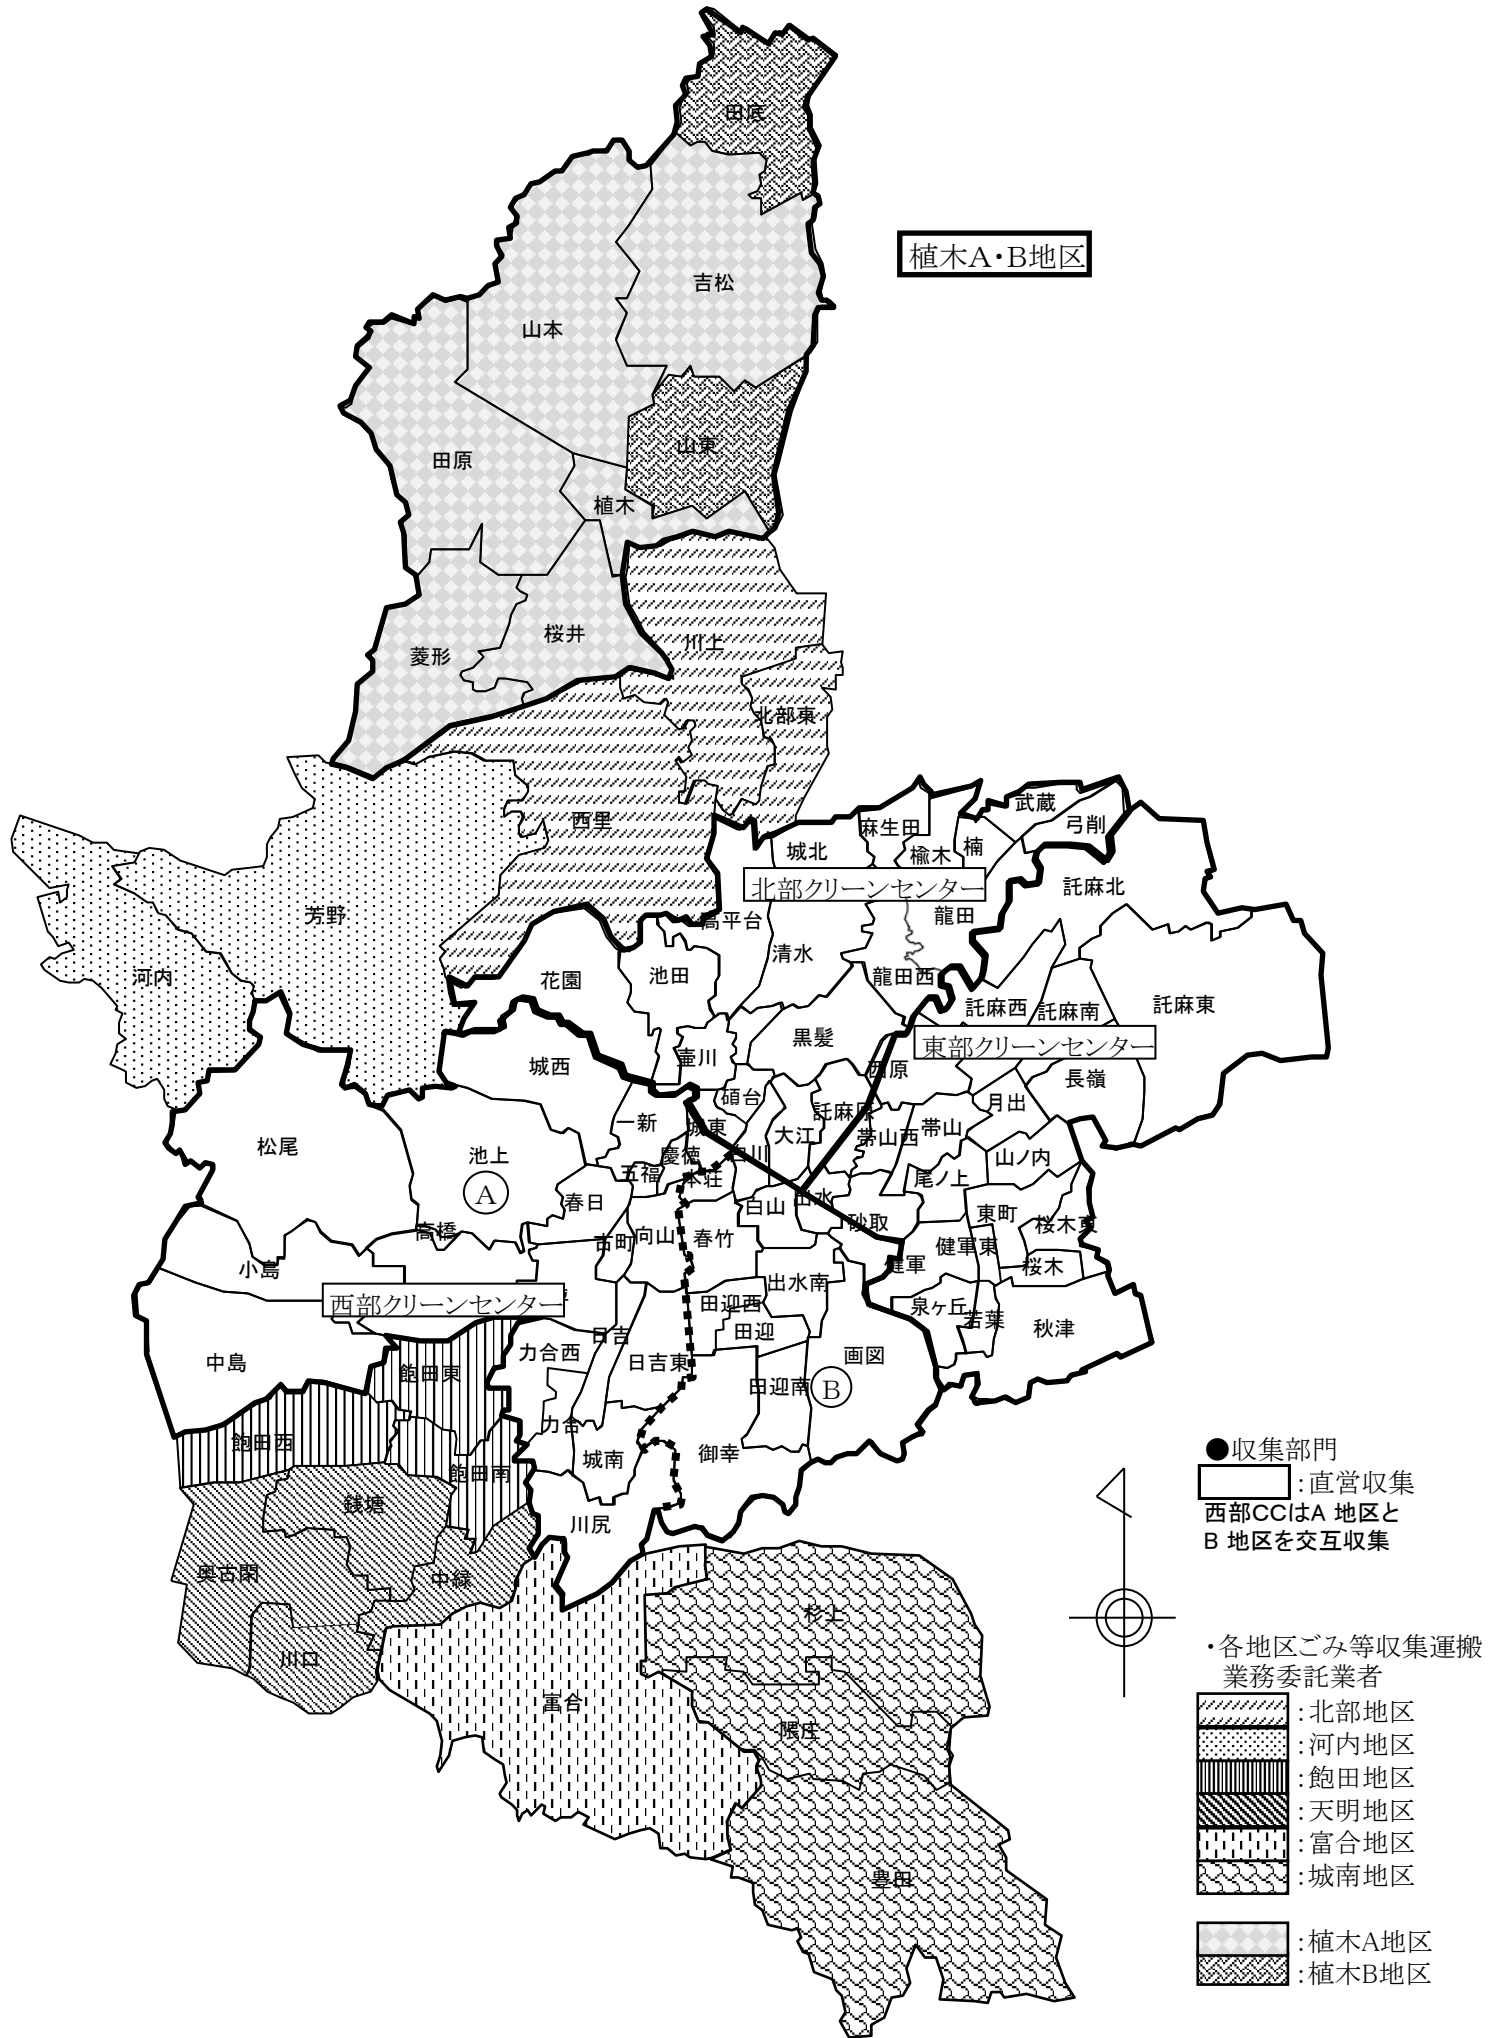 田底
植木A・B地区
吉松
山本
山東
田原
植木
桜井
川上
菱形
北部東
武蔵
西里
麻生田
弓削
城北
楡木
楠
託麻北
北部クリーンセンター
芳野
高平台
龍田
清水
河内
花園
池田
龍田西
託麻西
託麻南
託麻東
黒髪
東部クリーンセンター
壷川
城西
西原
長嶺
碩台
月出
託麻原
一新
城東
大江
帯山西
帯山
松尾
池上
慶徳
白川
山ノ内
五福
本荘
尾ノ上
A
春日
白山
出水
東町
砂取
桜木東
高橋
古町
向山
春竹
健軍東
小島
健軍
桜木
出水南
西部クリーンセンター
田迎西
泉ヶ丘
若葉
田迎
秋津
日吉
力合西
日吉東
画図
中島
飽田東
田迎南
B
力合
飽田西
城南
御幸
飽田南
銭塘
川尻
奥古閑
中緑
杉上
川口
富合
隈庄
豊田
●収集部門
：直営収集
西部CCはA 地区と
B 地区を交互収集
・各地区ごみ等収集運搬
業務委託業者
：北部地区
：河内地区
：飽田地区
：天明地区
：富合地区
：城南地区
：植木A地区
：植木B地区